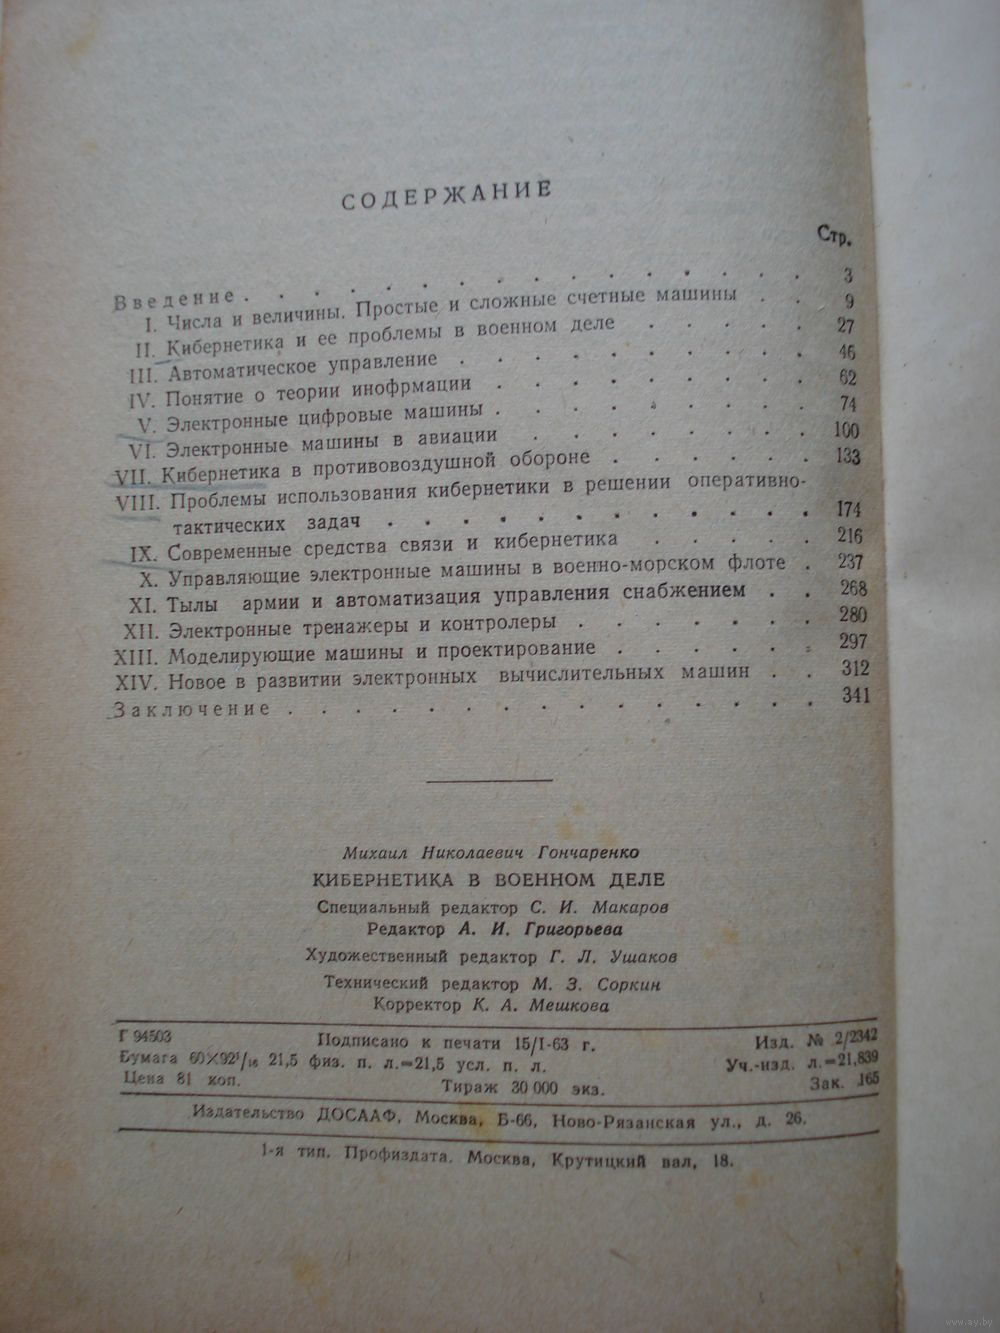 СОДЕРЖАНИЕ
Стр.
Введение . . . . . . . . . . . . . . . . 3
I. Числа и величины. Простые и сложные счетные машины . . 9
II. Кибернетика и ее проблемы в военном деле . . . . . 27
III. Автоматическое управление . . . . . . . . . 46
IV. Понятие о теории инофрмации . . . . . . . . 62
V. Электронные цифровые машины . . . . . . . . 74
VI. Электронные машины в авиации . . . . . . . 100
VII. Кибернетика в противовоздушной обороне . . . . . 133
VIII. Проблемы использования кибернетики в решении оперативно-
тактических задач . . . . . . . . . . . 174
IX. Современные средства связи и кибернетика . . . . 216
X. Управляющие электронные машины в военно-морском флоте . 237
XI. Тылы армии и автоматизация управления снабжением . . 268
XII. Электронные тренажеры и контролеры . . . . . . 280
XIII. Моделирующие машины и проектирование . . . . . 297
XIV. Новое в развитии электронных вычислительных машин . . 312
Заключение . . . . . . . . . . . . . . 341
Михаил Николаевич Гончаренко
КИБЕРНЕТИКА В ВОЕННОМ ДЕЛЕ
Специальный редактор С. И. Макаров
Редактор А. И. Григорьева
Художественный редактор Г. Л. Ушаков
Технический редактор М. З. Соркин
Корректор К. А. Мешкова
Г 94503 Подписано к печати 15/I-63 г. Изд. № 2/2342
Бумага 60×92¹/₁₆ 21,5 физ. п. л.=21,5 усл. п. л. Уч.-изд. л.=21,839
Цена 81 коп. Тираж 30 000 экз. Зак. 165
Издательство ДОСААФ, Москва, Б-66, Ново-Рязанская ул., д. 26.
1-я тип. Профиздата. Москва, Крутицкий вал, 18.
www.ay.by